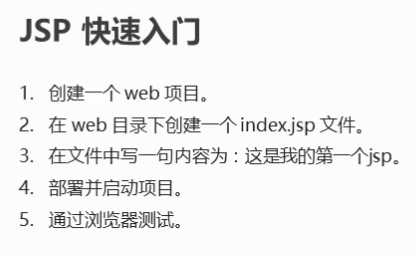 JSP 快速入门
1. 创建一个 web 项目。
2. 在 web 目录下创建一个 index.jsp 文件。
3. 在文件中写一句内容为：这是我的第一个jsp。
4. 部署并启动项目。
5. 通过浏览器测试。